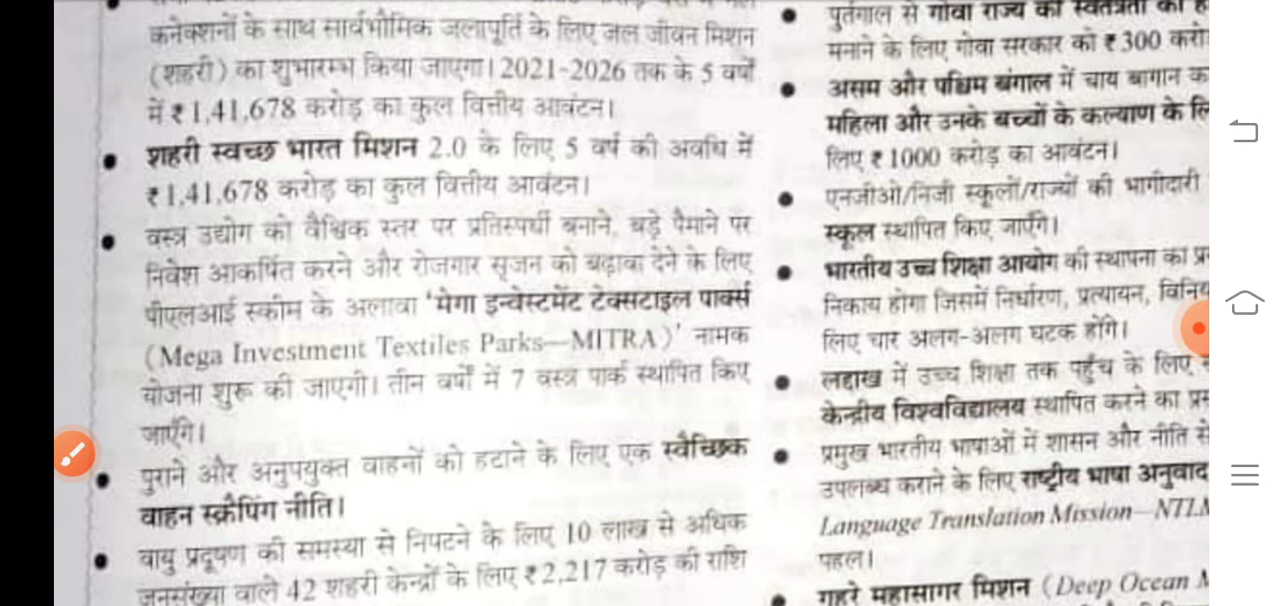 कनेक्शनों के साथ सार्वभौमिक जलापूर्ति के लिए जल जीवन मिशन
(शहरी) का शुभारम्भ किया जाएगा। 2021-2026 तक के 5 वर्षों
में ₹ 1,41,678 करोड़ का कुल वित्तीय आवंटन।
शहरी स्वच्छ भारत मिशन 2.0 के लिए 5 वर्ष की अवधि में
₹ 1,41,678 करोड़ का कुल वित्तीय आवंटन।
वस्त्र उद्योग को वैश्विक स्तर पर प्रतिस्पर्धी बनाने, बड़े पैमाने पर
निवेश आकर्षित करने और रोजगार सृजन को बढ़ावा देने के लिए
पीएलआई स्कीम के अलावा 'मेगा इन्वेस्टमेंट टेक्सटाइल पार्क्स
(Mega Investment Textiles Parks—MITRA)' नामक
योजना शुरू की जाएगी। तीन वर्षों में 7 वस्त्र पार्क स्थापित किए
जाएँगे।
पुराने और अनुपयुक्त वाहनों को हटाने के लिए एक स्वैच्छिक
वाहन स्क्रैपिंग नीति।
वायु प्रदूषण की समस्या से निपटने के लिए 10 लाख से अधिक
जनसंख्या वाले 42 शहरी केन्द्रों के लिए ₹ 2,217 करोड़ की राशि
पुर्तगाल से गोवा राज्य की स्वतंत्रता की
मनाने के लिए गोवा सरकार को ₹ 300
असम और पश्चिम बंगाल में चाय बागान
महिला और उनके बच्चों के कल्याण के
लिए ₹ 1000 करोड़ का आवंटन।
एनजीओ/निजी स्कूलों/राज्यों की भागीदारी
स्कूल स्थापित किए जाएँगे।
भारतीय उच्च शिक्षा आयोग की स्थापना का
निकाय होगा जिसमें निर्धारण, प्रत्यायन,
लिए चार अलग-अलग घटक होंगे।
लद्दाख में उच्च शिक्षा तक पहुँच के लिए
केन्द्रीय विश्वविद्यालय स्थापित करने का
प्रमुख भारतीय भाषाओं में शासन और नीति से
उपलब्ध कराने के लिए राष्ट्रीय भाषा अनुवाद
Language Translation Mission—NTLM
पहल।
गहरे महासागर मिशन (Deep Ocean